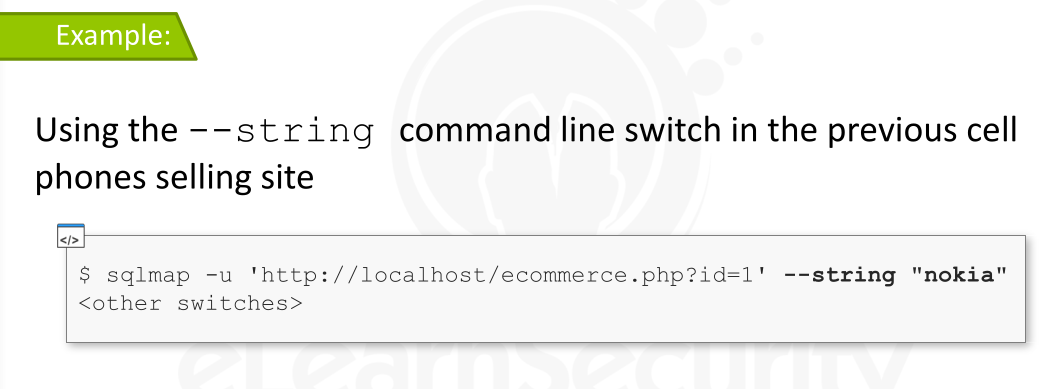 Example:
Using the --string command line switch in the previous cell
phones selling site
</>
$ sqlmap -u 'http://localhost/ecommerce.php?id=1' --string "nokia"
<other switches>
eLearnSecurity